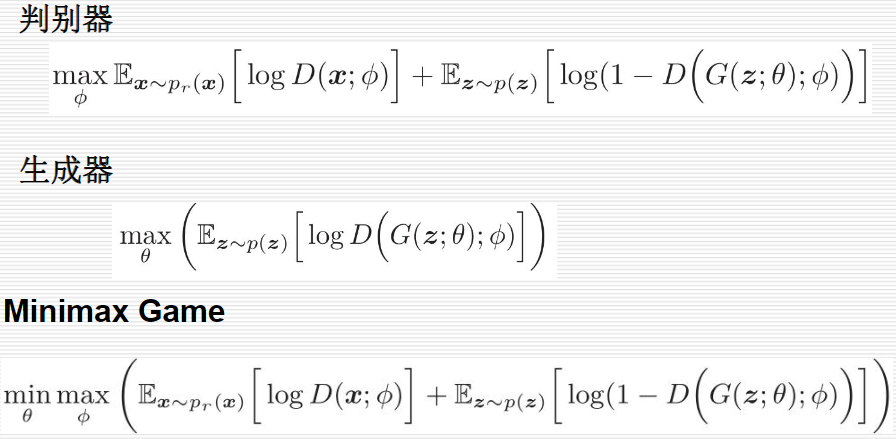 判别器
max_ϕ 𝔼_{𝒙∼p_r(𝒙)} [ log D(𝒙; ϕ) ] + 𝔼_{𝒛∼p(𝒛)} [ log(1 − D(G(𝒛; θ); ϕ)) ]
生成器
max_θ ( 𝔼_{𝒛∼p(𝒛)} [ log D(G(𝒛; θ); ϕ) ] )
Minimax Game
min_θ max_ϕ ( 𝔼_{𝒙∼p_r(𝒙)} [ log D(𝒙; ϕ) ] + 𝔼_{𝒛∼p(𝒛)} [ log(1 − D(G(𝒛; θ); ϕ)) ] )